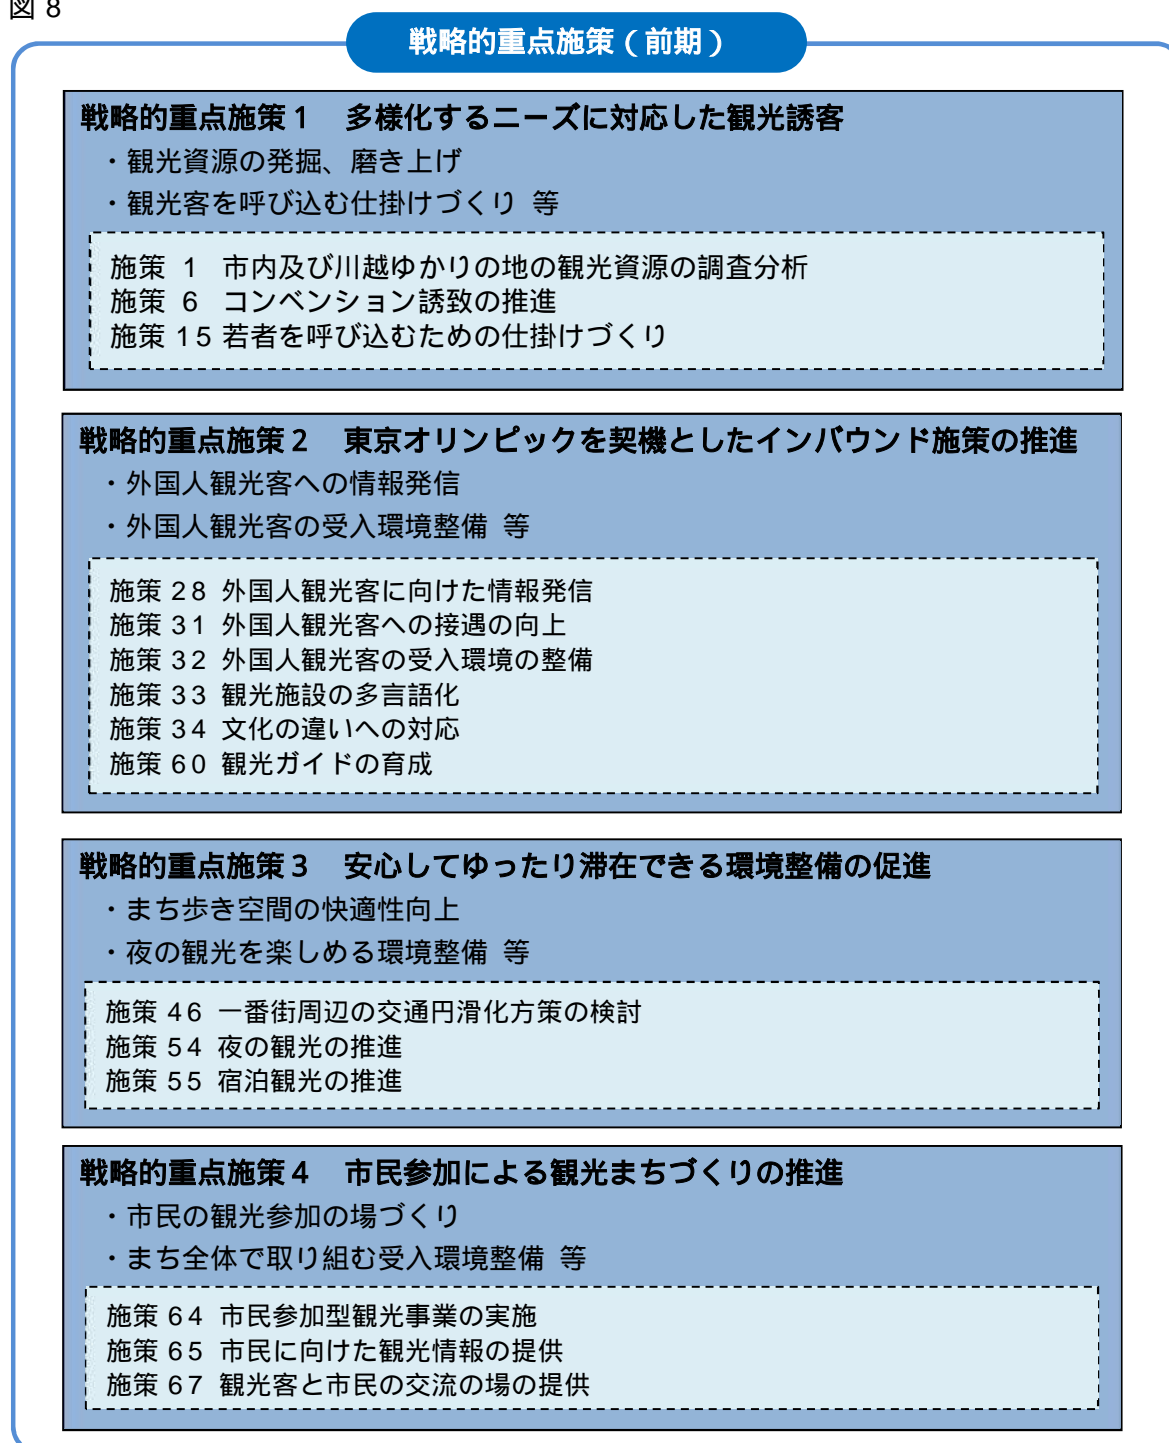 図 8
戦略的重点施策(前期)
戦略的重点施策1　多様化するニーズに対応した観光誘客
・観光資源の発掘、磨き上げ
・観光客を呼び込む仕掛けづくり 等
施策 1 市内及び川越ゆかりの地の観光資源の調査分析
施策 6 コンベンション誘致の推進
施策 15 若者を呼び込むための仕掛けづくり
戦略的重点施策2　東京オリンピックを契機としたインバウンド施策の推進
・外国人観光客への情報発信
・外国人観光客の受入環境整備 等
施策 28 外国人観光客に向けた情報発信
施策 31 外国人観光客への接遇の向上
施策 32 外国人観光客の受入環境の整備
施策 33 観光施設の多言語化
施策 34 文化の違いへの対応
施策 60 観光ガイドの育成
戦略的重点施策3　安心してゆったり滞在できる環境整備の促進
・まち歩き空間の快適性向上
・夜の観光を楽しめる環境整備 等
施策 46 一番街周辺の交通円滑化方策の検討
施策 54 夜の観光の推進
施策 55 宿泊観光の推進
戦略的重点施策4　市民参加による観光まちづくりの推進
・市民の観光参加の場づくり
・まち全体で取り組む受入環境整備 等
施策 64 市民参加型観光事業の実施
施策 65 市民に向けた観光情報の提供
施策 67 観光客と市民の交流の場の提供